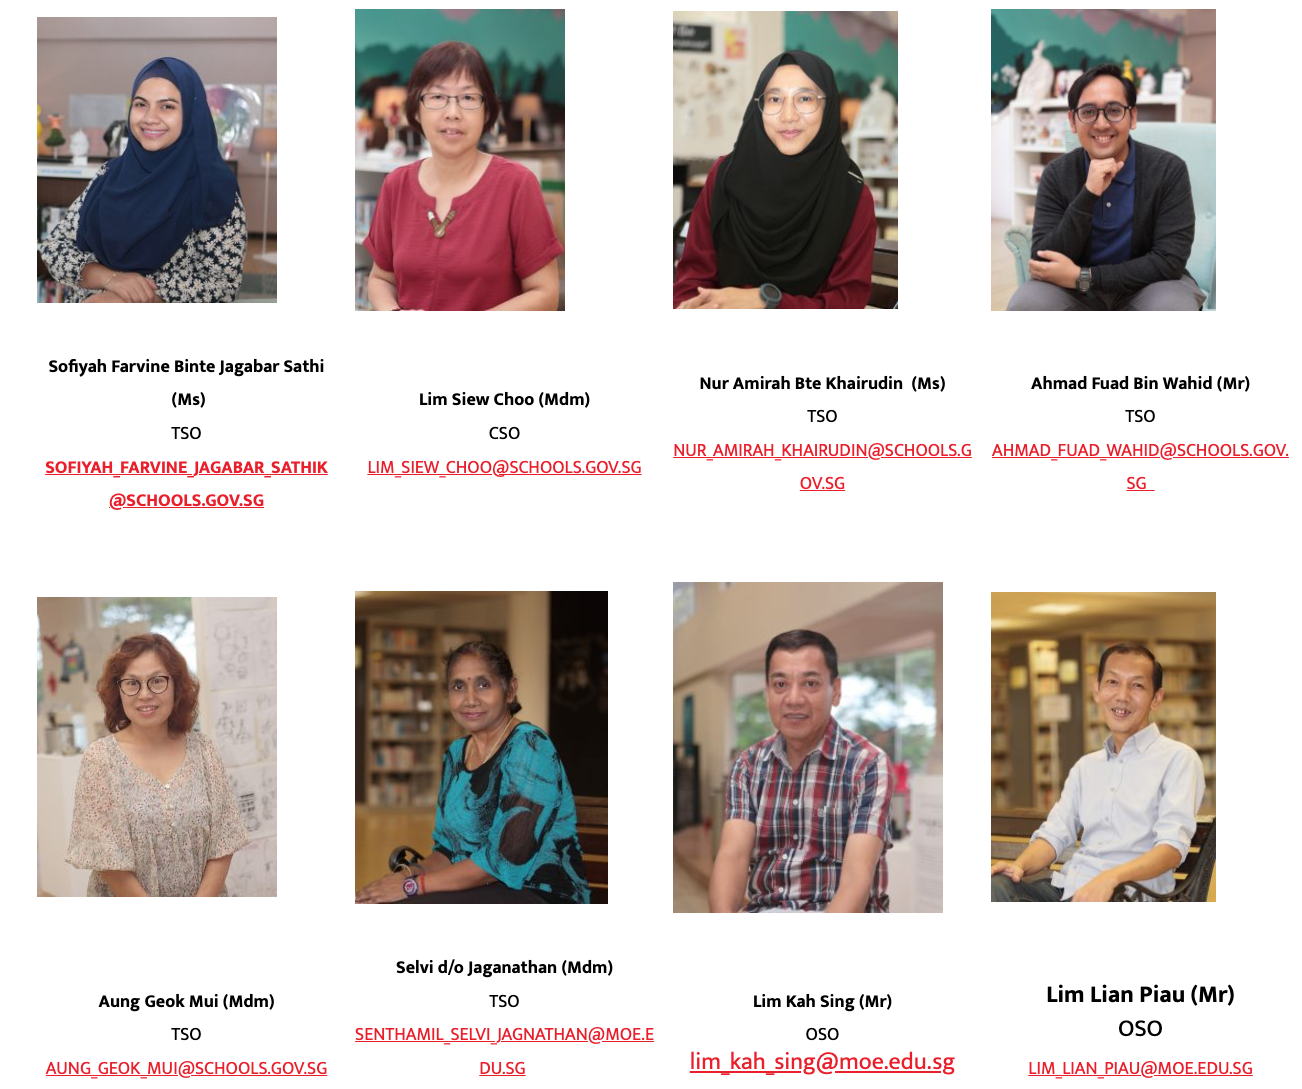 Sofiyah Farvine Binte Jagabar Sathi
(Ms)
TSO
SOFIYAH_FARVINE_JAGABAR_SATHIK
@SCHOOLS.GOV.SG
Lim Siew Choo (Mdm)
CSO
LIM_SIEW_CHOO@SCHOOLS.GOV.SG
Nur Amirah Bte Khairudin  (Ms)
TSO
NUR_AMIRAH_KHAIRUDIN@SCHOOLS.G
OV.SG
Ahmad Fuad Bin Wahid (Mr)
TSO
AHMAD_FUAD_WAHID@SCHOOLS.GOV.
SG
Aung Geok Mui (Mdm)
TSO
AUNG_GEOK_MUI@SCHOOLS.GOV.SG
Selvi d/o Jaganathan (Mdm)
TSO
SENTHAMIL_SELVI_JAGNATHAN@MOE.E
DU.SG
Lim Kah Sing (Mr)
OSO
lim_kah_sing@moe.edu.sg
Lim Lian Piau (Mr)
OSO
LIM_LIAN_PIAU@MOE.EDU.SG